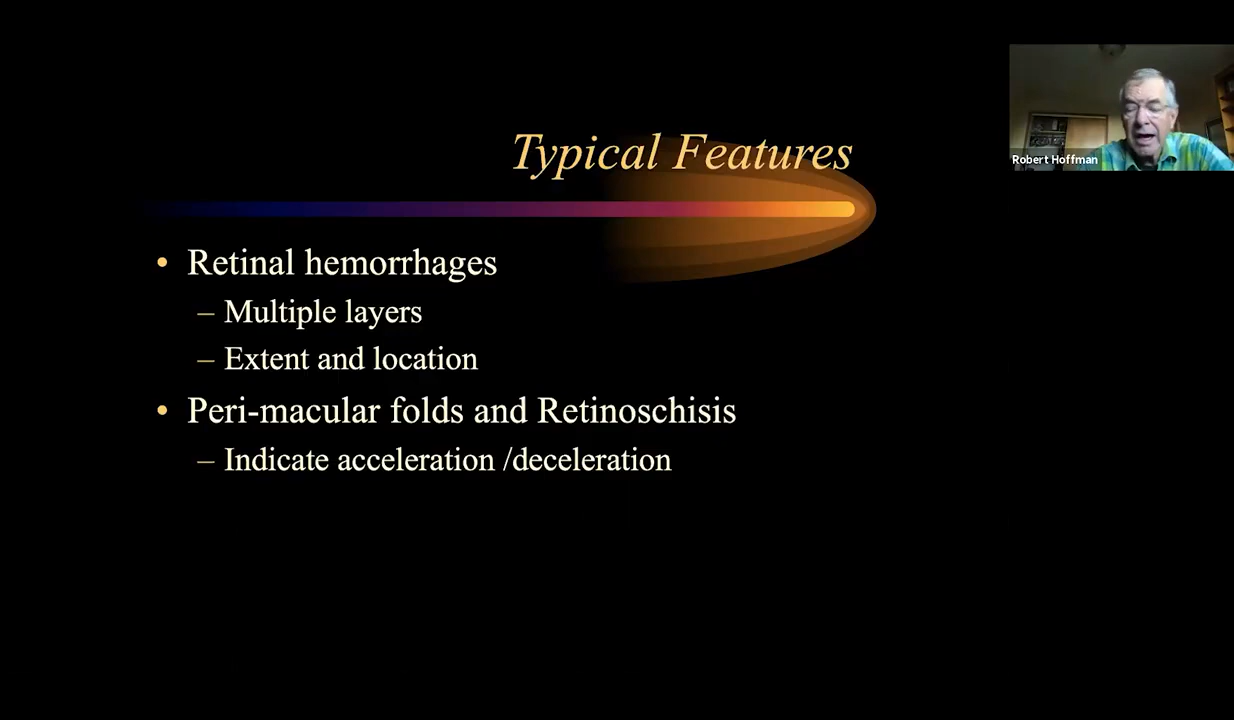 Typical Features
Robert Hoffman
• Retinal hemorrhages
– Multiple layers
– Extent and location
• Peri-macular folds and Retinoschisis
– Indicate acceleration /deceleration